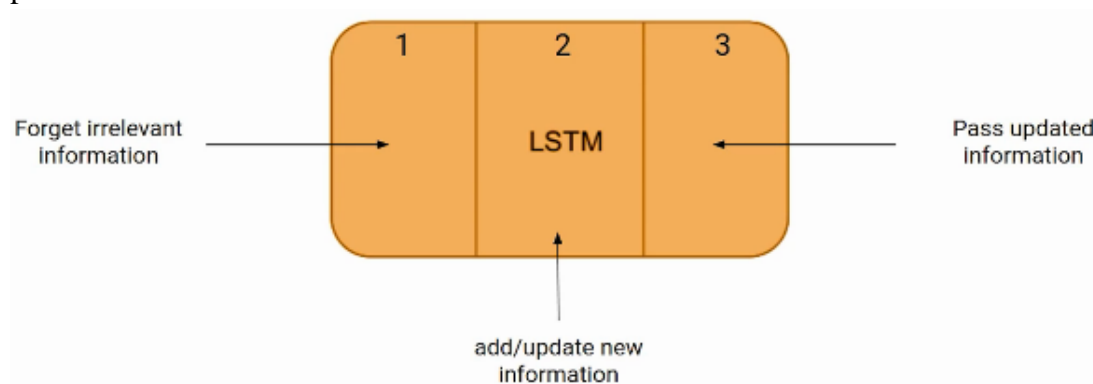 1
2
3
LSTM
Forget irrelevant
information
Pass updated
information
add/update new
information